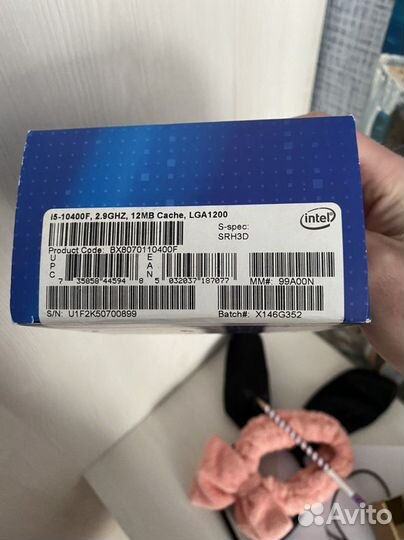 i5-10400F, 2.9GHZ, 12MB Cache, LGA1200
S-spec:
SRH3D
intel
Product Code: BX8070110400F
UPC
EAN
7 35858 44594 8
5 032037 187077
MM#: 99A00N
S/N: U1F2K50700899
Batch#: X146G352
Avito